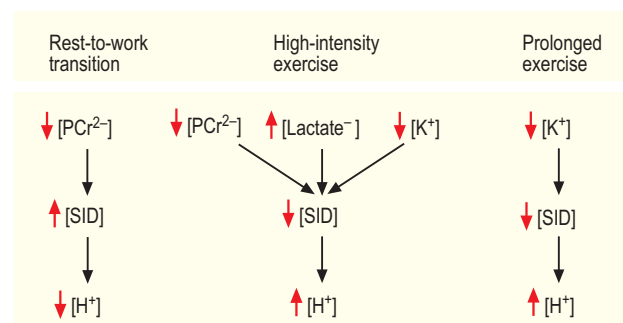 Rest-to-work
transition
High-intensity
exercise
Prolonged
exercise
↓ [PCr²⁻] ↓ [PCr²⁻] ↑ [Lactate⁻ ] ↓ [K⁺] ↓ [K⁺]
↑ [SID] ↓ [SID] ↓ [SID]
↓ [H⁺] ↑ [H⁺] ↑ [H⁺]